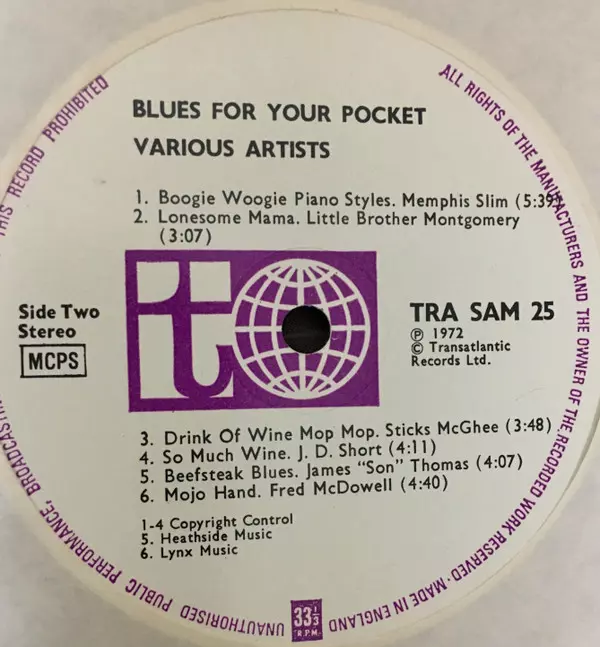 BLUES FOR YOUR POCKET
VARIOUS ARTISTS
1. Boogie Woogie Piano Styles. Memphis Slim (5:39)
2. Lonesome Mama. Little Brother Montgomery
(3:07)
Side Two
Stereo
MCPS
TRA SAM 25
Ⓟ 1972
© Transatlantic
Records Ltd.
3. Drink Of Wine Mop Mop. Sticks McGhee (3:48)
4. So Much Wine. J. D. Short (4:11)
5. Beefsteak Blues. James "Son" Thomas (4:07)
6. Mojo Hand. Fred McDowell (4:40)
1-4 Copyright Control
5. Heathside Music
6. Lynx Music
33⅓
R.P.M.
ALL RIGHTS OF THE MANUFACTURERS AND THE OWNER OF THE RECORDED WORK RESERVED · MADE IN ENGLAND
UNAUTHORISED PUBLIC PERFORMANCE, BROADCASTIN THIS RECORD PROHIBITED